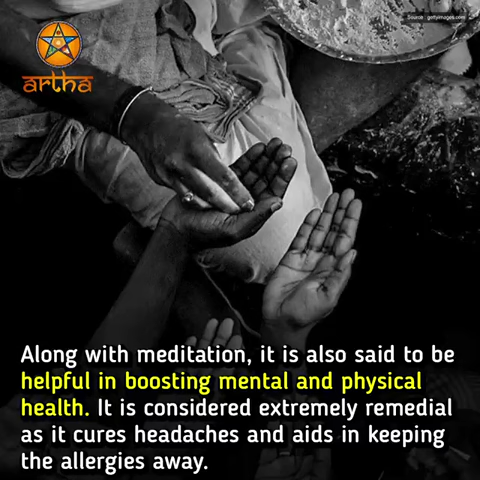 Source : gettyimages.com
artha
Along with meditation, it is also said to be
helpful in boosting mental and physical
health. It is considered extremely remedial
as it cures headaches and aids in keeping
the allergies away.